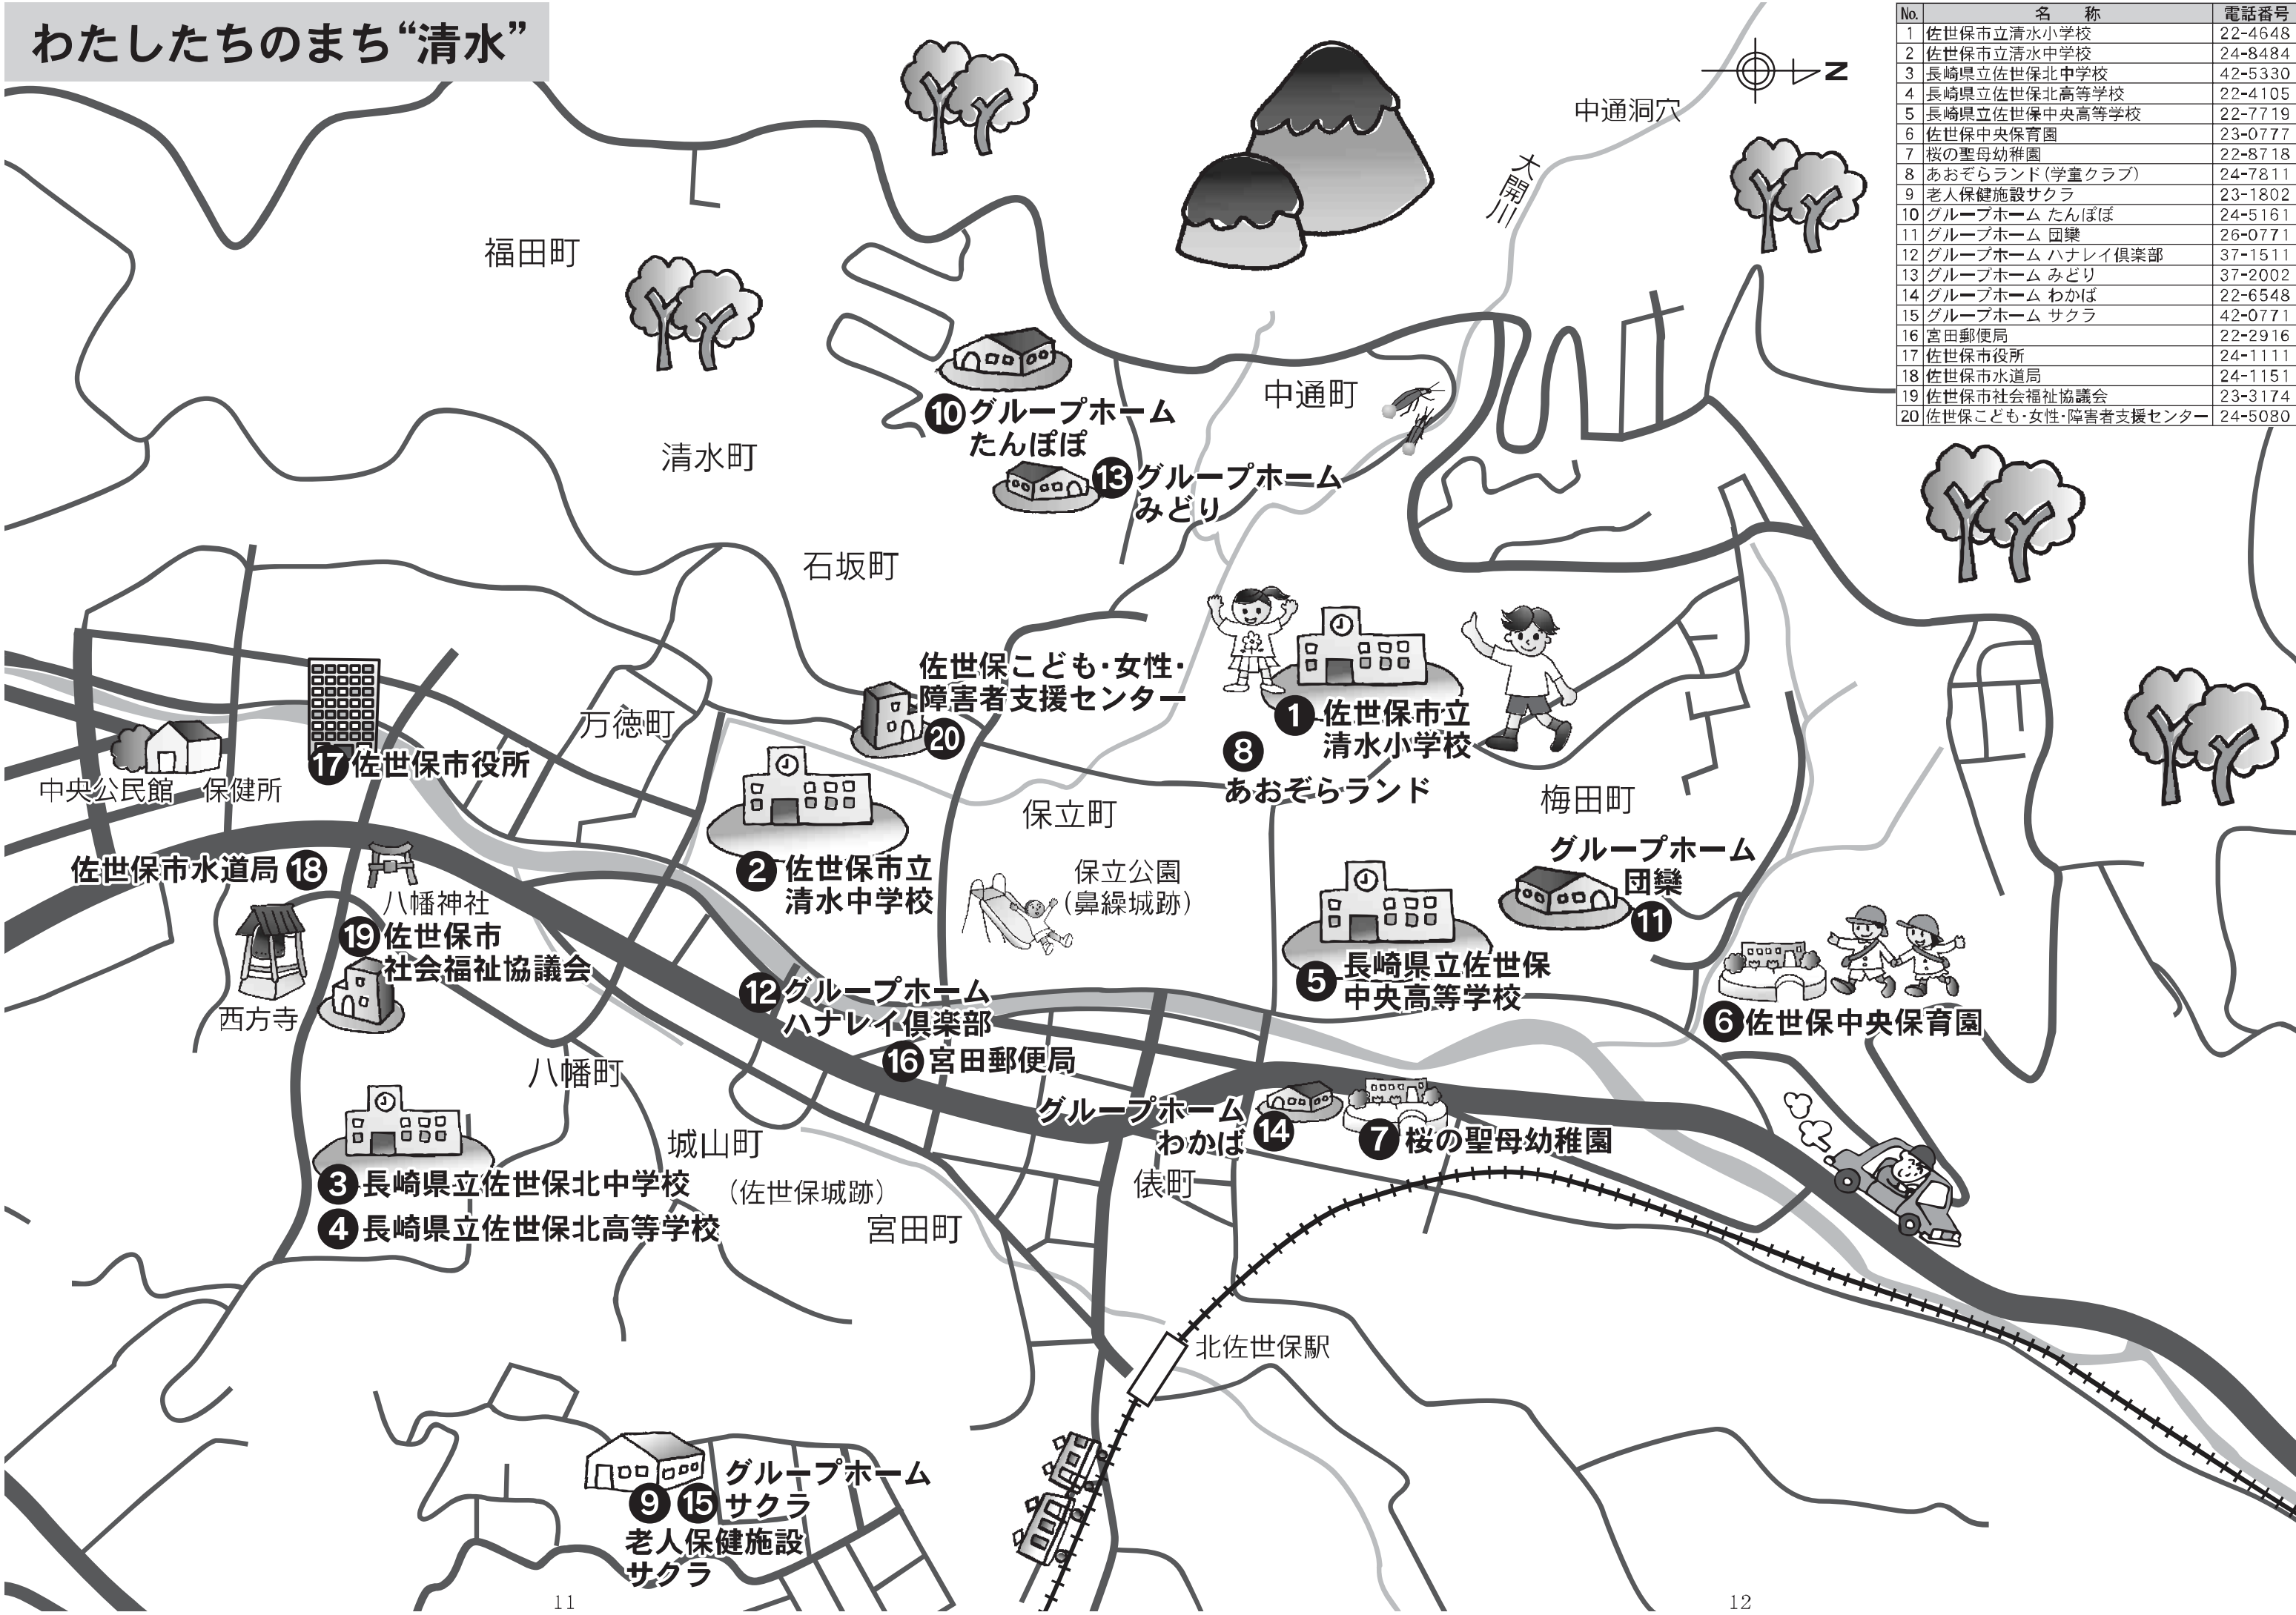 わたしたちのまち“清水”
No. 名　称 電話番号
1 佐世保市立清水小学校 22-4648
2 佐世保市立清水中学校 24-8484
3 長崎県立佐世保北中学校 42-5330
4 長崎県立佐世保北高等学校 22-4105
5 長崎県立佐世保中央高等学校 22-7719
6 佐世保中央保育園 23-0777
7 桜の聖母幼稚園 22-8718
8 あおぞらランド(学童クラブ) 24-7811
9 老人保健施設サクラ 23-1802
10 グループホーム たんぽぽ 24-5161
11 グループホーム 団欒 26-0771
12 グループホーム ハナレイ倶楽部 37-1511
13 グループホーム みどり 37-2002
14 グループホーム わかば 22-6548
15 グループホーム サクラ 42-0771
16 宮田郵便局 22-2916
17 佐世保市役所 24-1111
18 佐世保市水道局 24-1151
19 佐世保市社会福祉協議会 23-3174
20 佐世保こども・女性・障害者支援センター 24-5080
N
中通洞穴
大開川
福田町
中通町
10 グループホーム
たんぽぽ
清水町
13 グループホーム
みどり
石坂町
佐世保こども・女性・
障害者支援センター
20
1 佐世保市立
清水小学校
8
あおぞらランド
万徳町
17 佐世保市役所
中央公民館
保健所
保立町
梅田町
佐世保市水道局 18
八幡神社
2 佐世保市立
清水中学校
保立公園
(鼻繰城跡)
グループホーム
団欒
11
19 佐世保市
社会福祉協議会
西方寺
5 長崎県立佐世保
中央高等学校
12 グループホーム
ハナレイ倶楽部
6 佐世保中央保育園
16 宮田郵便局
八幡町
グループホーム
わかば 14
7 桜の聖母幼稚園
城山町
(佐世保城跡)
3 長崎県立佐世保北中学校
4 長崎県立佐世保北高等学校
俵町
宮田町
北佐世保駅
グループホーム
9 15 サクラ
老人保健施設
サクラ
11
12